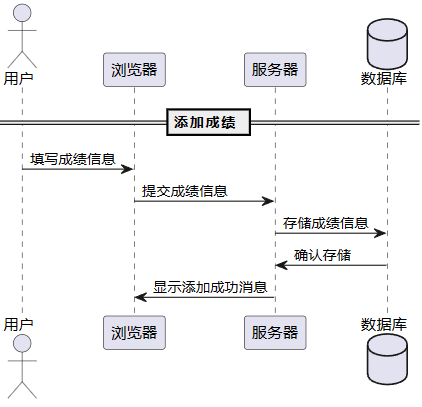 用户
浏览器
服务器
数据库
添加成绩
填写成绩信息
提交成绩信息
存储成绩信息
确认存储
显示添加成功消息
用户
浏览器
服务器
数据库